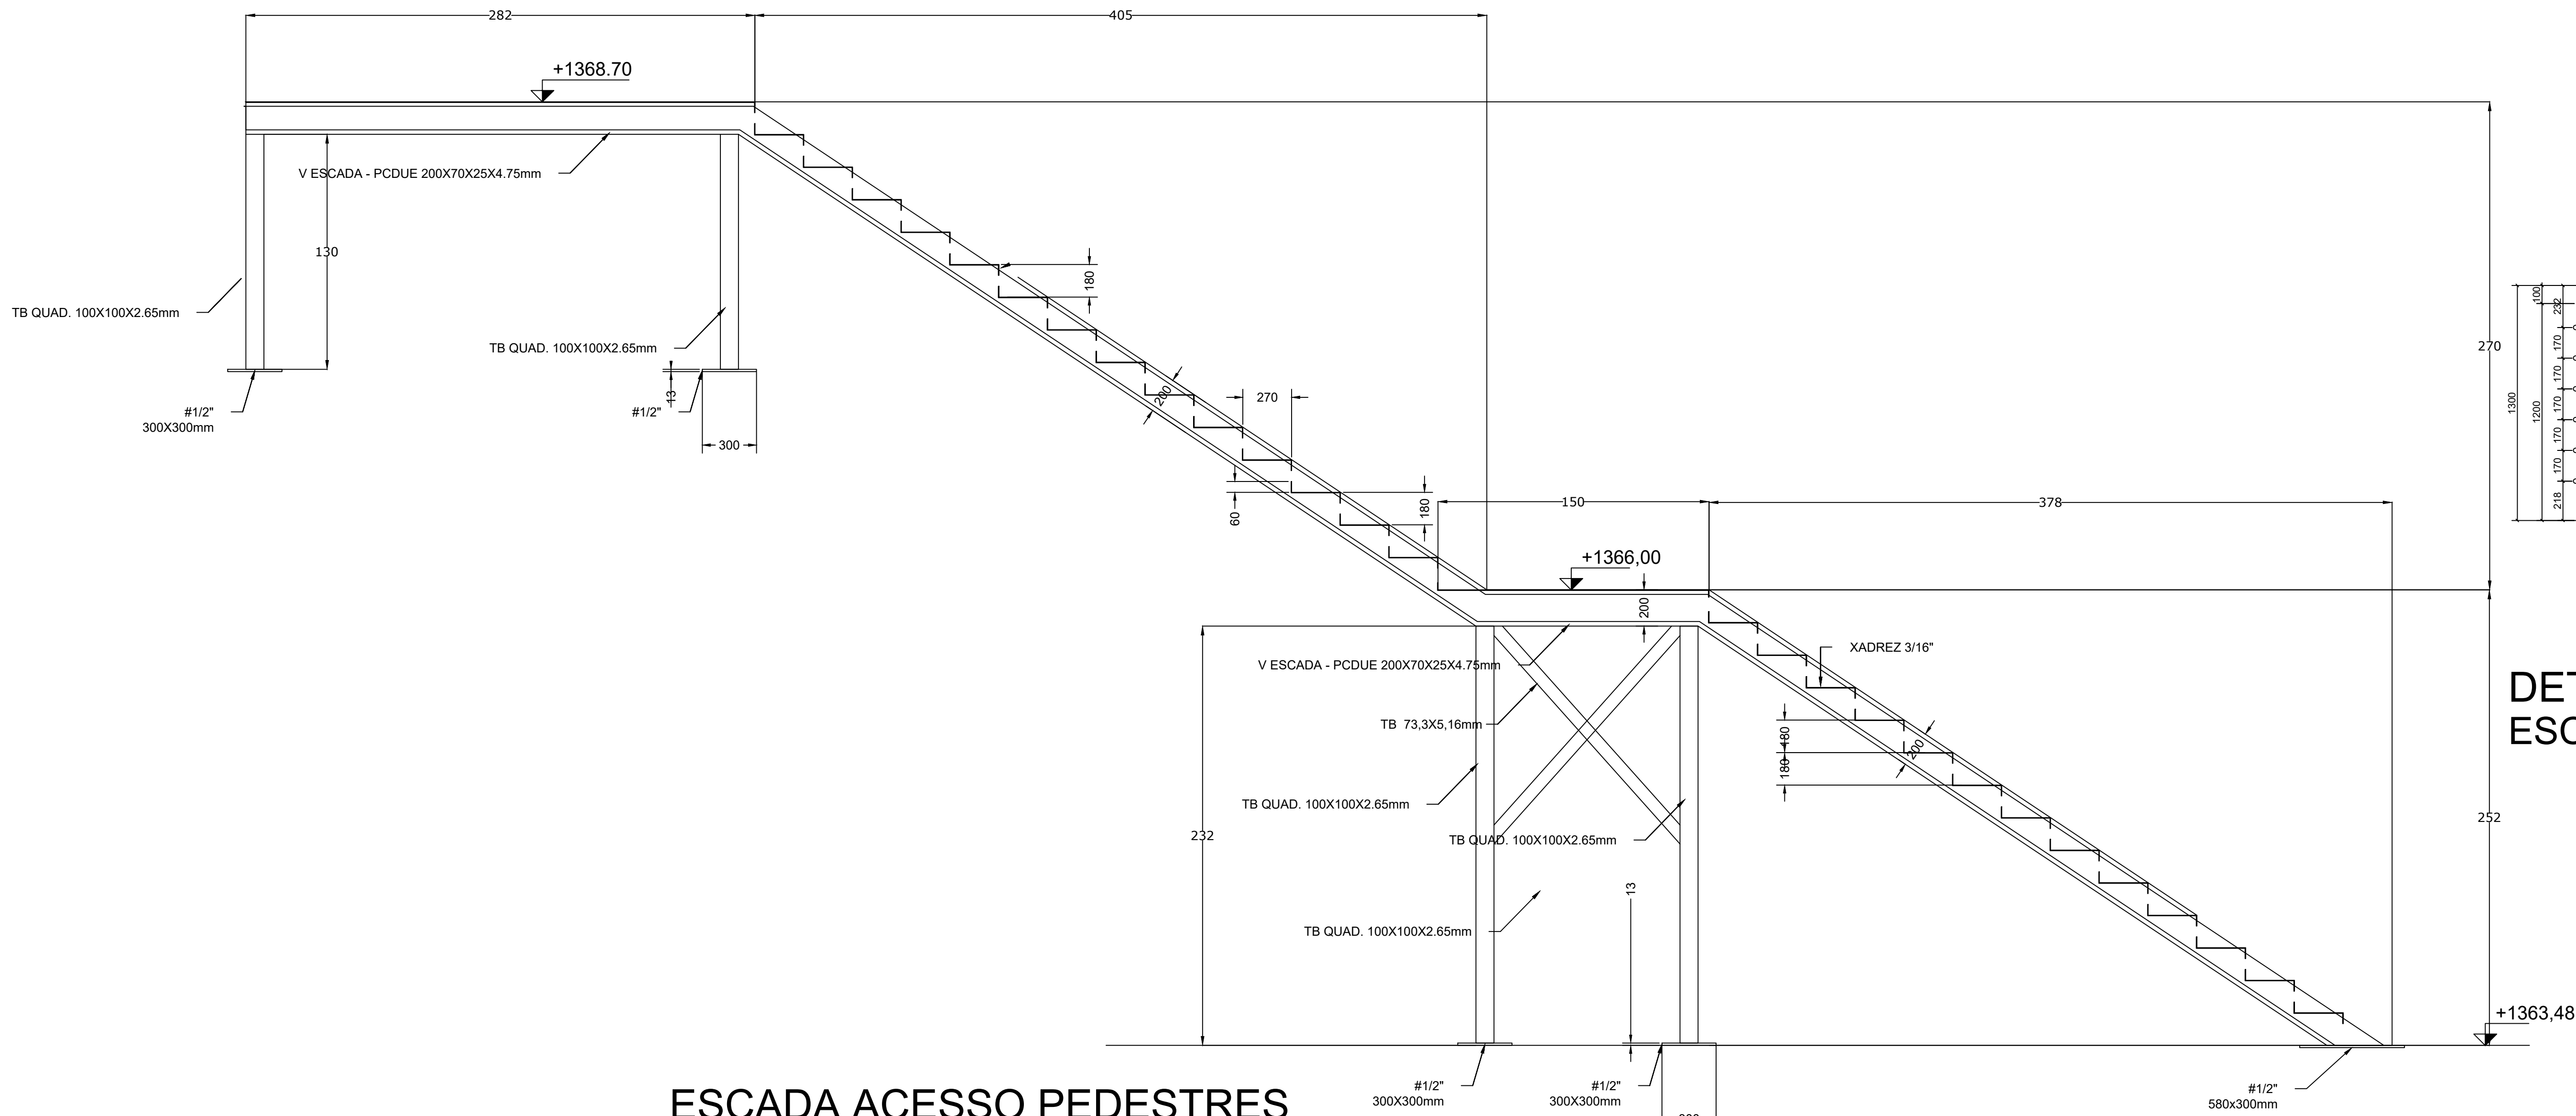 282
405
+1368.70
V ESCADA - PCDUE 200X70X25X4.75mm
130
TB QUAD. 100X100X2.65mm
TB QUAD. 100X100X2.65mm
13
#1/2"
300X300mm
#1/2"
300
180
200
270
60
180
270
150
378
+1366,00
200
V ESCADA - PCDUE 200X70X25X4.75mm
XADREZ 3/16"
TB 73,3X5,16mm
180
180
200
TB QUAD. 100X100X2.65mm
TB QUAD. 100X100X2.65mm
232
252
13
TB QUAD. 100X100X2.65mm
+1363,48
#1/2"
300X300mm
#1/2"
300X300mm
#1/2"
580x300mm
ESCADA ACESSO PEDESTRES
1300
100
1200
232
170
170
170
170
170
218
DET
ESC